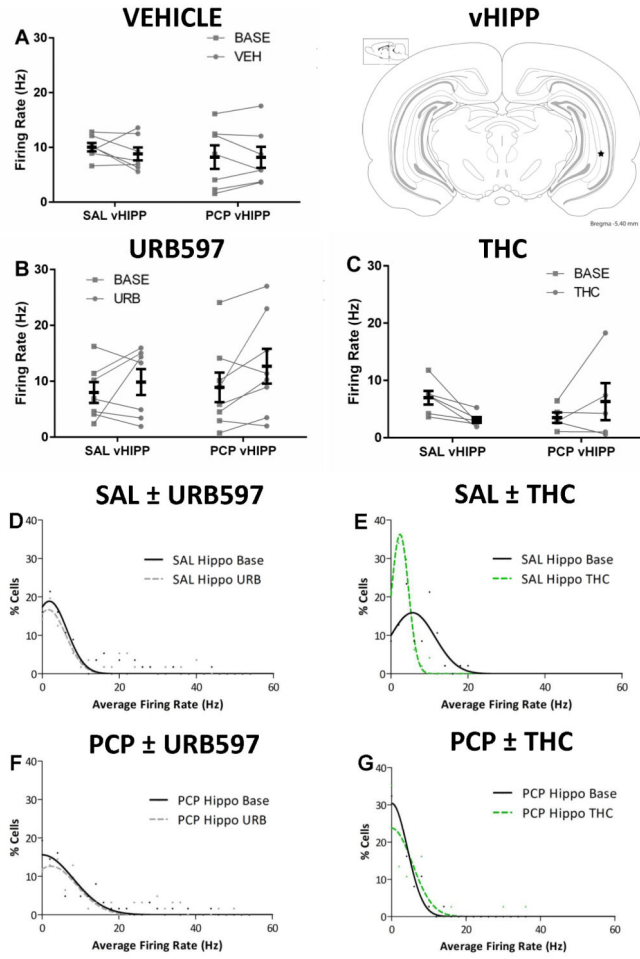 VEHICLE
vHIPP
A
BASE
VEH
Firing Rate (Hz)
30
20
10
0
SAL vHIPP
PCP vHIPP
Bregma -5.40 mm
URB597
THC
B
BASE
URB
Firing Rate (Hz)
30
20
10
0
SAL vHIPP
PCP vHIPP
C
BASE
THC
Firing Rate (Hz)
30
20
10
0
SAL vHIPP
PCP vHIPP
SAL ± URB597
SAL ± THC
D
SAL Hippo Base
SAL Hippo URB
% Cells
40
30
20
10
0
0 20 40 60
Average Firing Rate (Hz)
E
SAL Hippo Base
SAL Hippo THC
% Cells
40
30
20
10
0
0 20 40 60
Average Firing Rate (Hz)
PCP ± URB597
PCP ± THC
F
PCP Hippo Base
PCP Hippo URB
% Cells
40
30
20
10
0
0 20 40 60
Average Firing Rate (Hz)
G
PCP Hippo Base
PCP Hippo THC
% Cells
40
30
20
10
0
0 20 40 60
Average Firing Rate (Hz)